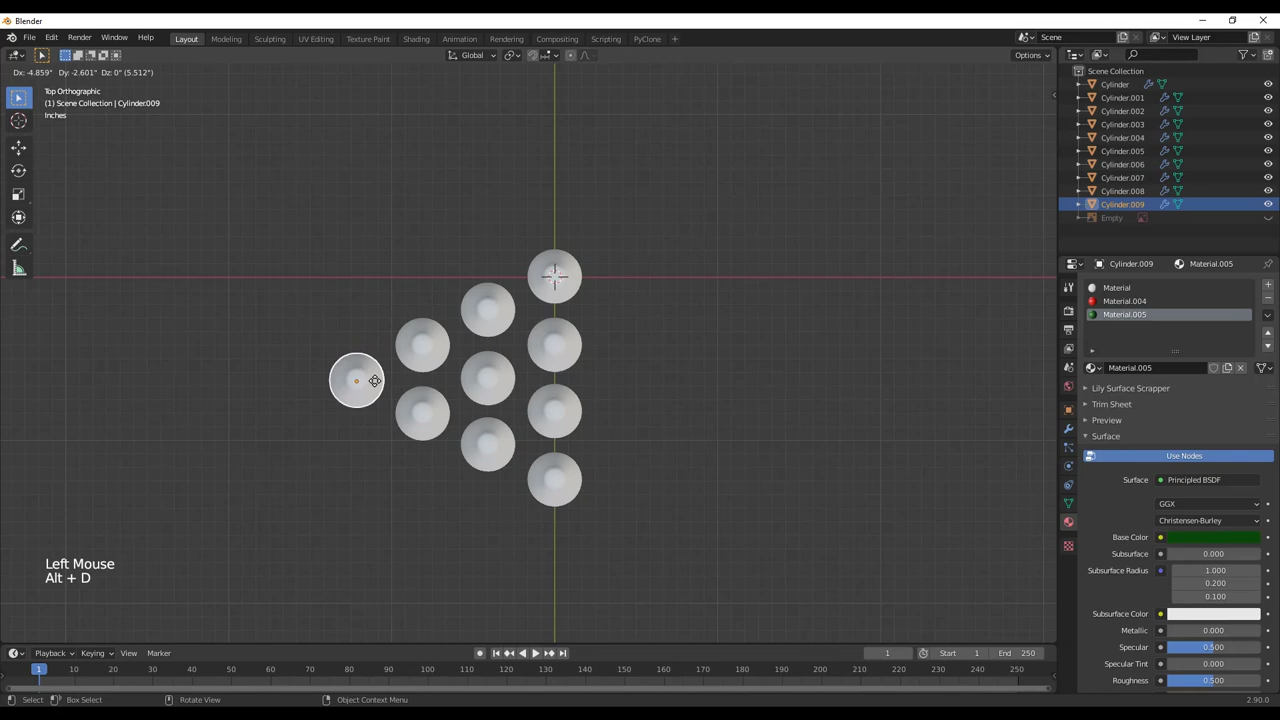 Blender
File Edit Render Window Help Layout Modeling Sculpting UV Editing Texture Paint Shading Animation Rendering Compositing Scripting PyClone + Scene View Layer
Global Options
Dx: -4.859" Dy: -2.601" Dz: 0" (5.512")
Top Orthographic
(1) Scene Collection | Cylinder.009
Inches
Scene Collection
Cylinder
Cylinder.001
Cylinder.002
Cylinder.003
Cylinder.004
Cylinder.005
Cylinder.006
Cylinder.007
Cylinder.008
Cylinder.009
Empty
Cylinder.009 Material.005
Material
Material.004
Material.005
Material.005
Lily Surface Scrapper
Trim Sheet
Preview
Surface
Use Nodes
Surface Principled BSDF
GGX
Christensen-Burley
Base Color
Subsurface 0.000
Subsurface Radius 1.000
0.200
0.100
Subsurface Color
Metallic 0.000
Specular 0.500
Specular Tint 0.000
Roughness 0.500
Left Mouse
Alt + D
Playback Keying View Marker 1 Start 1 End 250
1 10 20 30 40 50 60 70 80 90 100 110 120 130 140 150 160 170 180 190 200 210 220 230 240 250
Select Box Select Rotate View Object Context Menu 2.90.0